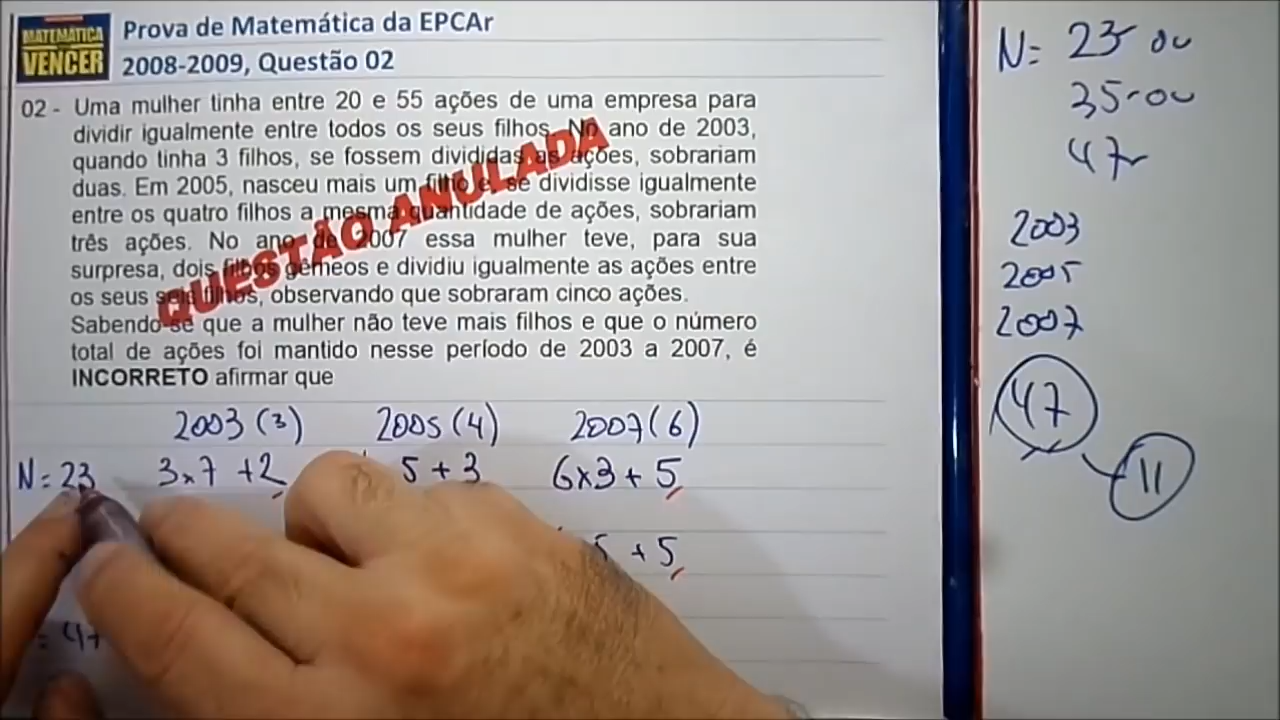 MATEMÁTICA
VENCER
Prova de Matemática da EPCAr
2008-2009, Questão 02
02 - Uma mulher tinha entre 20 e 55 ações de uma empresa para
dividir igualmente entre todos os seus filhos. No ano de 2003,
quando tinha 3 filhos, se fossem divididas as ações, sobrariam
duas. Em 2005, nasceu mais um filho e, se dividisse igualmente
entre os quatro filhos a mesma quantidade de ações, sobrariam
três ações. No ano de 2007 essa mulher teve, para sua
surpresa, dois filhos gêmeos e dividiu igualmente as ações entre
os seus seis filhos, observando que sobraram cinco ações.
Sabendo-se que a mulher não teve mais filhos e que o número
total de ações foi mantido nesse período de 2003 a 2007, é
INCORRETO afirmar que
QUESTÃO ANULADA
2003 (3) 2005 (4) 2007 (6)
N = 23 3x7 +2 5 + 3 6x3 + 5
5 + 5
= 47
N= 23 ou
35 ou
47
2003
2005
2007
47
11